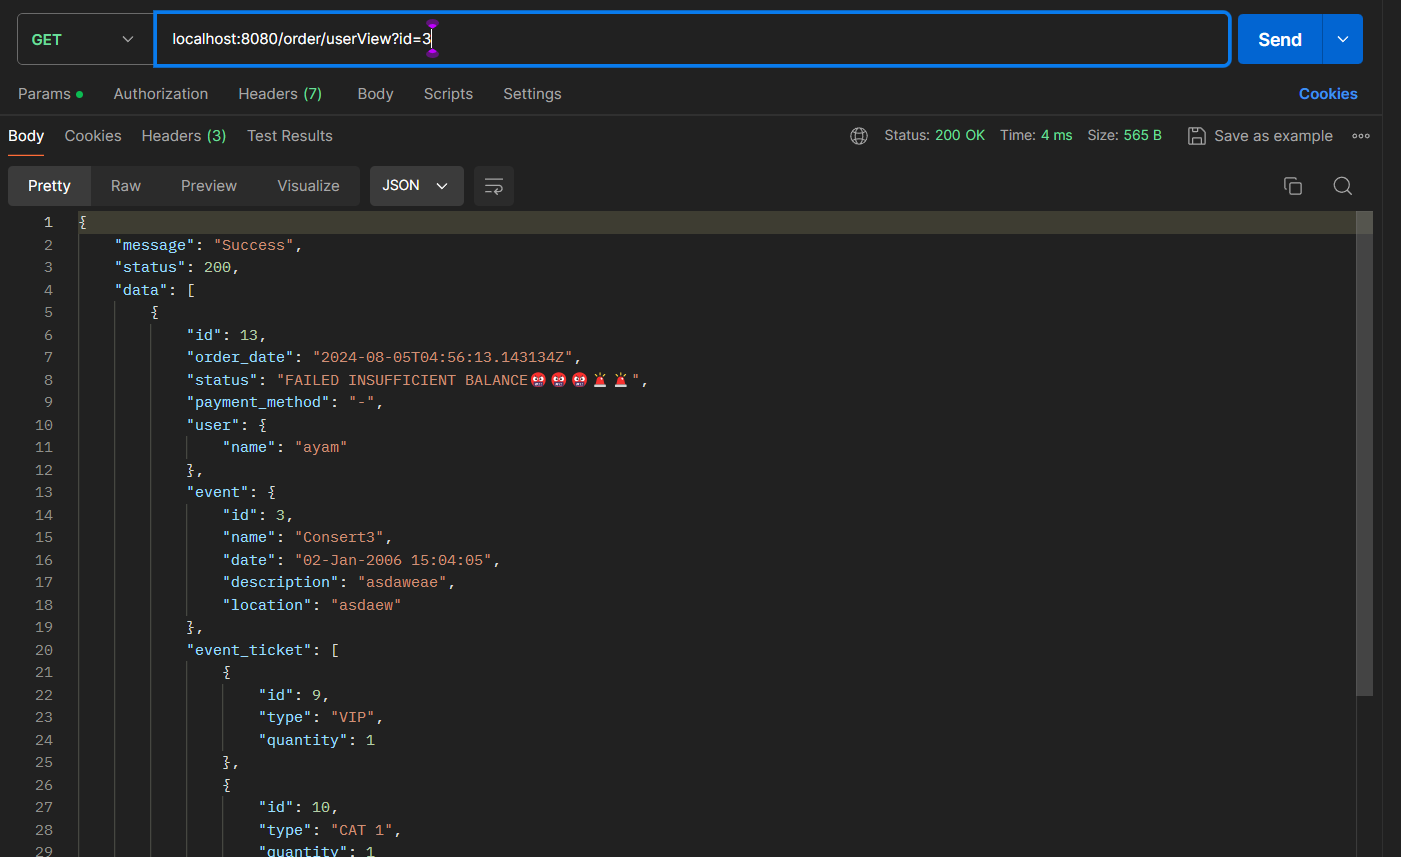 GET localhost:8080/order/userView?id=3 Send
Params Authorization Headers (7) Body Scripts Settings Cookies
Body Cookies Headers (3) Test Results Status: 200 OK Time: 4 ms Size: 565 B Save as example
Pretty Raw Preview Visualize JSON
1 {
2 "message": "Success",
3 "status": 200,
4 "data": [
5 {
6 "id": 13,
7 "order_date": "2024-08-05T04:56:13.143134Z",
8 "status": "FAILED INSUFFICIENT BALANCE👹👹👹🚨🚨",
9 "payment_method": "-",
10 "user": {
11 "name": "ayam"
12 },
13 "event": {
14 "id": 3,
15 "name": "Consert3",
16 "date": "02-Jan-2006 15:04:05",
17 "description": "asdaweae",
18 "location": "asdaew"
19 },
20 "event_ticket": [
21 {
22 "id": 9,
23 "type": "VIP",
24 "quantity": 1
25 },
26 {
27 "id": 10,
28 "type": "CAT 1",
29 "quantity": 1